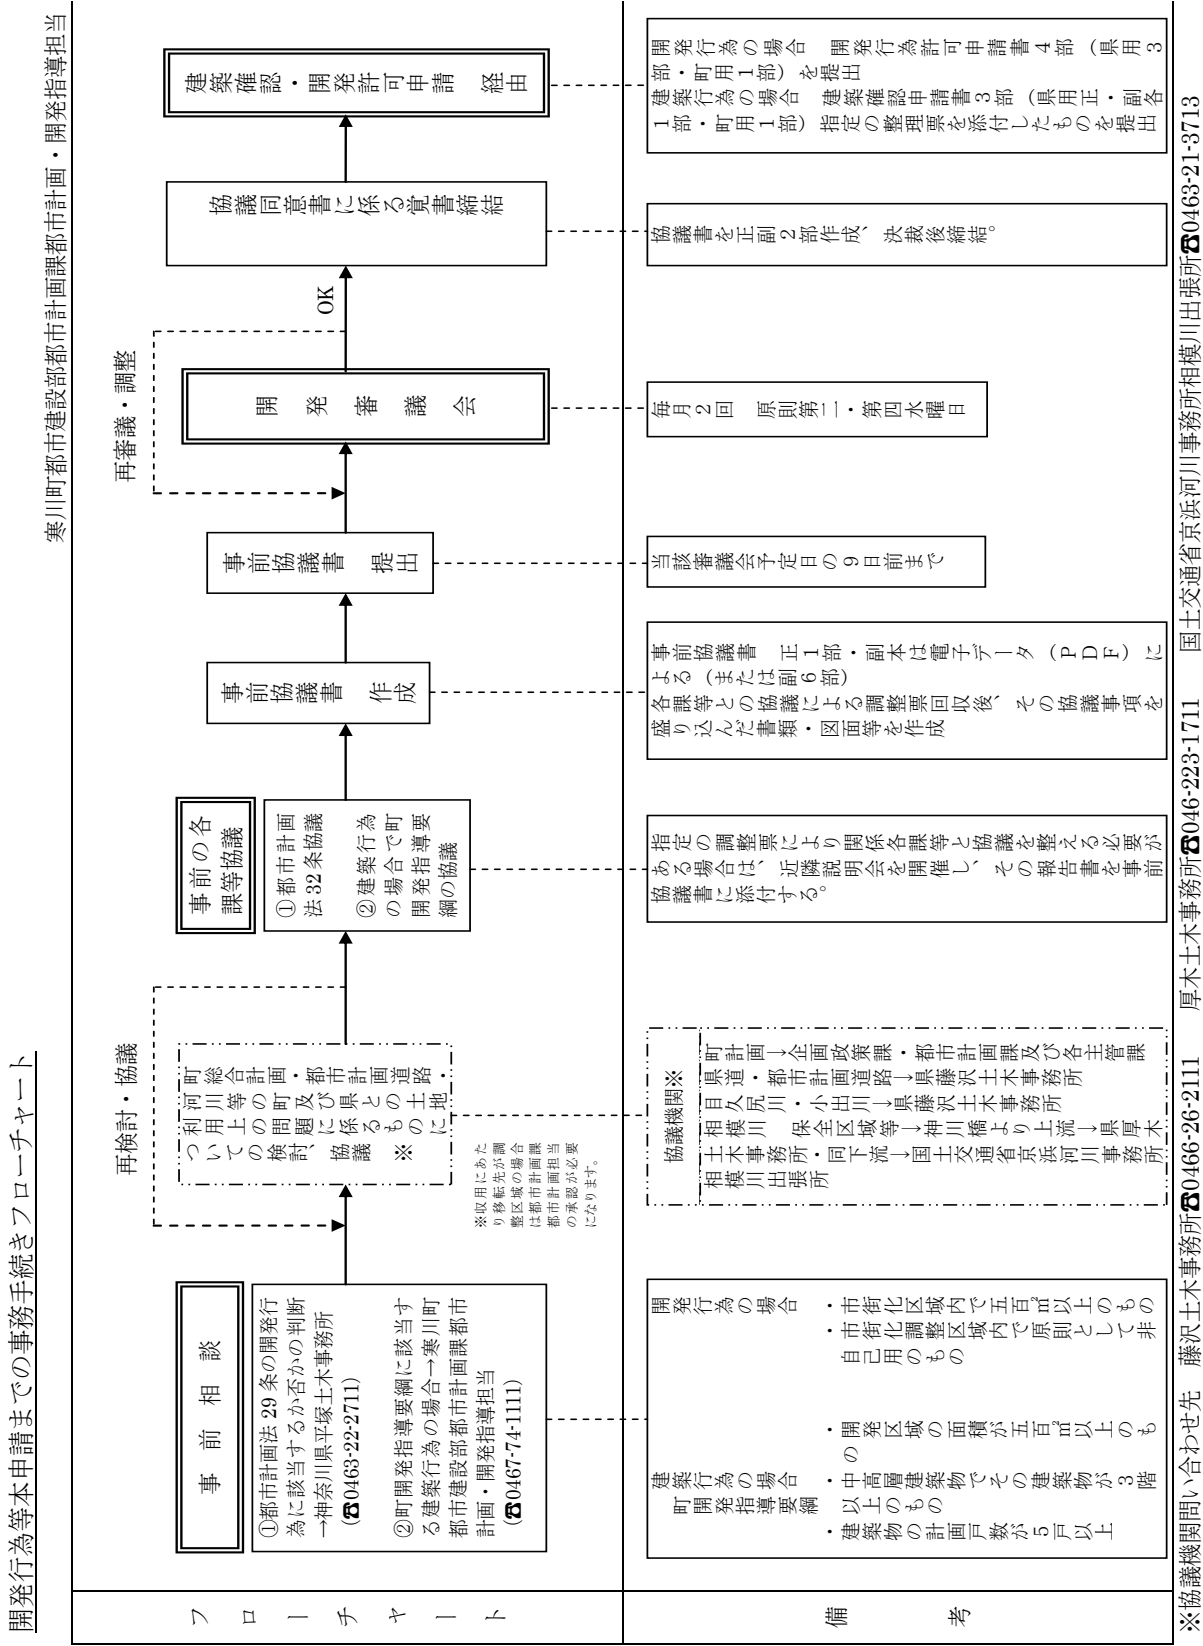 開発行為等本申請までの事務手続きフローチャート
寒川町都市建設部都市計画課都市計画・開発指導担当
フローチャート
事前相談
①都市計画法29条の開発行
為に該当するか否かの判断
→神奈川県平塚土木事務所
(☎0463-22-2711)
②町開発指導要綱に該当す
る建築行為の場合→寒川町
都市建設部都市計画課都市
計画・開発指導担当
(☎0467-74-1111)
再検討・協議
町総合計画・都市計画道路・
河川等の町及び県との土地
利用上の問題に係るものに
ついての検討、協議 ※
※収用にあた
り移転先が調
整区域の場合
は都市計画課
都市計画担当
の承認が必要
になります。
事前の各
課等協議
①都市計画
法32条協議
②建築行為
の場合で町
開発指導要
綱の協議
事前協議書 作成
事前協議書 提出
再審議・調整
開発審議会
OK
協議同意書に係る覚書締結
建築確認・開発許可申請 経由
備考
開発行為の場合 ・市街化区域内で五百㎡以上のもの
・市街化調整区域内で原則として非
自己用のもの
・開発区域の面積が五百㎡以上のも
の
建築行為の場合 ・中高層建築物でその建築物が3階
町開発指導要綱 以上のもの
・建築物の計画戸数が5戸以上
協議機関※
町計画→企画政策課・都市計画課及び各主管課
県道・都市計画道路→県藤沢土木事務所
目久尻川・小出川→県藤沢土木事務所
相模川 保全区域等→神川橋より上流→県厚木
土木事務所・同下流→国土交通省京浜河川事務所
相模川出張所
指定の調整票により関係各課等と協議を整える必要が
ある場合は、近隣説明会を開催し、その報告書を事前
協議書に添付する。
事前協議書 正1部・副本は電子データ(PDF)に
よる(または副6部)
各課等との協議による調整票回収後、その協議事項を
盛り込んだ書類・図面等を作成
当該審議会予定日の9日前まで
毎月2回 原則第二・第四水曜日
協議書を正副2部作成、決裁後締結。
開発行為の場合 開発行為許可申請書4部(県用3
部・町用1部)を提出
建築行為の場合 建築確認申請書3部(県用正・副各
1部・町用1部)指定の整理票を添付したものを提出
※協議機関問い合わせ先 藤沢土木事務所☎0466-26-2111 厚木土木事務所☎046-223-1711 国土交通省京浜河川事務所相模川出張所☎0463-21-3713